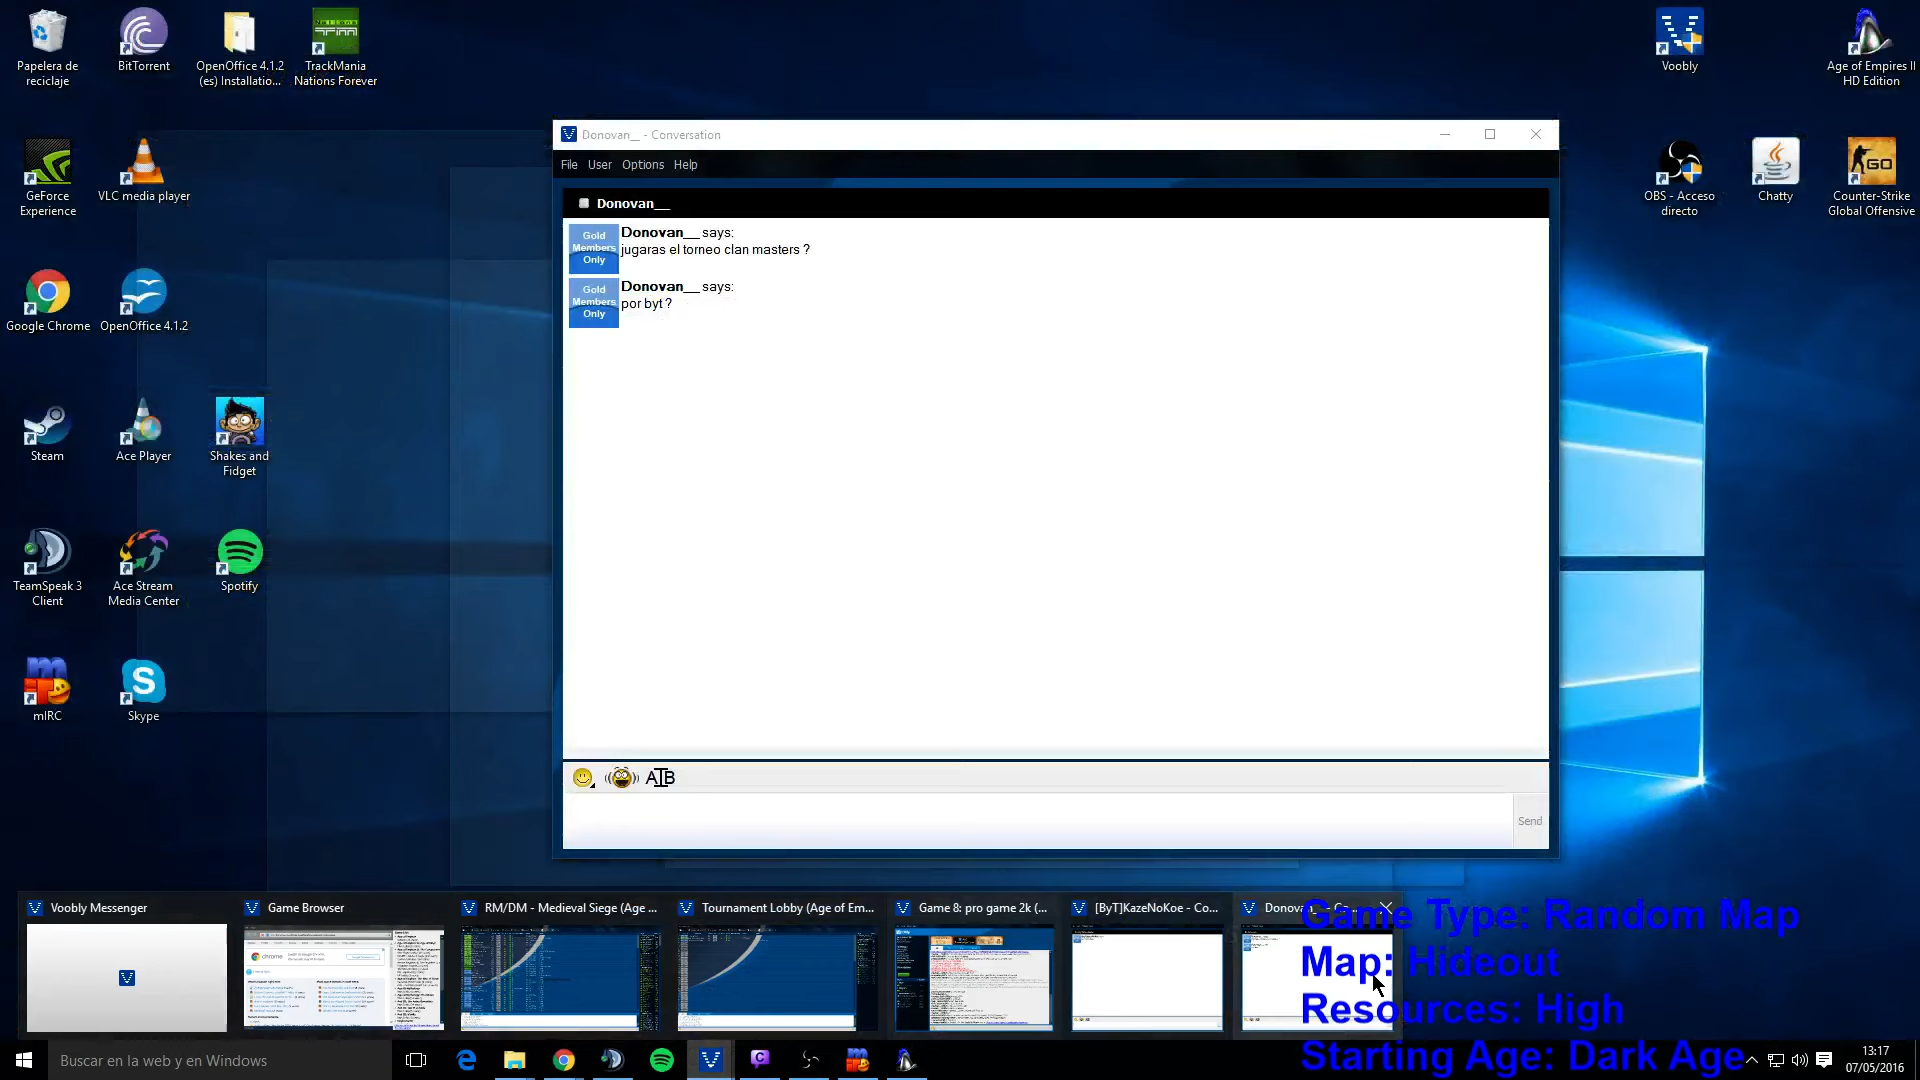 Papelera de
reciclaje
BitTorrent
OpenOffice 4.1.2
(es) Installatio...
TrackMania
Nations Forever
Voobly
Age of Empires II
HD Edition
GeForce
Experience
VLC media player
OBS - Acceso
directo
Chatty
Counter-Strike
Global Offensive
Google Chrome
OpenOffice 4.1.2
Steam
Ace Player
Shakes and
Fidget
TeamSpeak 3
Client
Ace Stream
Media Center
Spotify
mIRC
Skype
Donovan__ - Conversation
File User Options Help
Donovan__
Gold
Members
Only
Donovan__ says:
jugaras el torneo clan masters ?
Gold
Members
Only
Donovan__ says:
por byt ?
Send
Voobly Messenger
Game Browser
RM/DM - Medieval Siege (Age ...
Tournament Lobby (Age of Em...
Game 8: pro game 2k (...
[ByT]KazeNoKoe - Co...
Game Type: Random Map
Map: Hideout
Resources: High
Starting Age: Dark Age
Buscar en la web y en Windows
13:17
07/05/2016